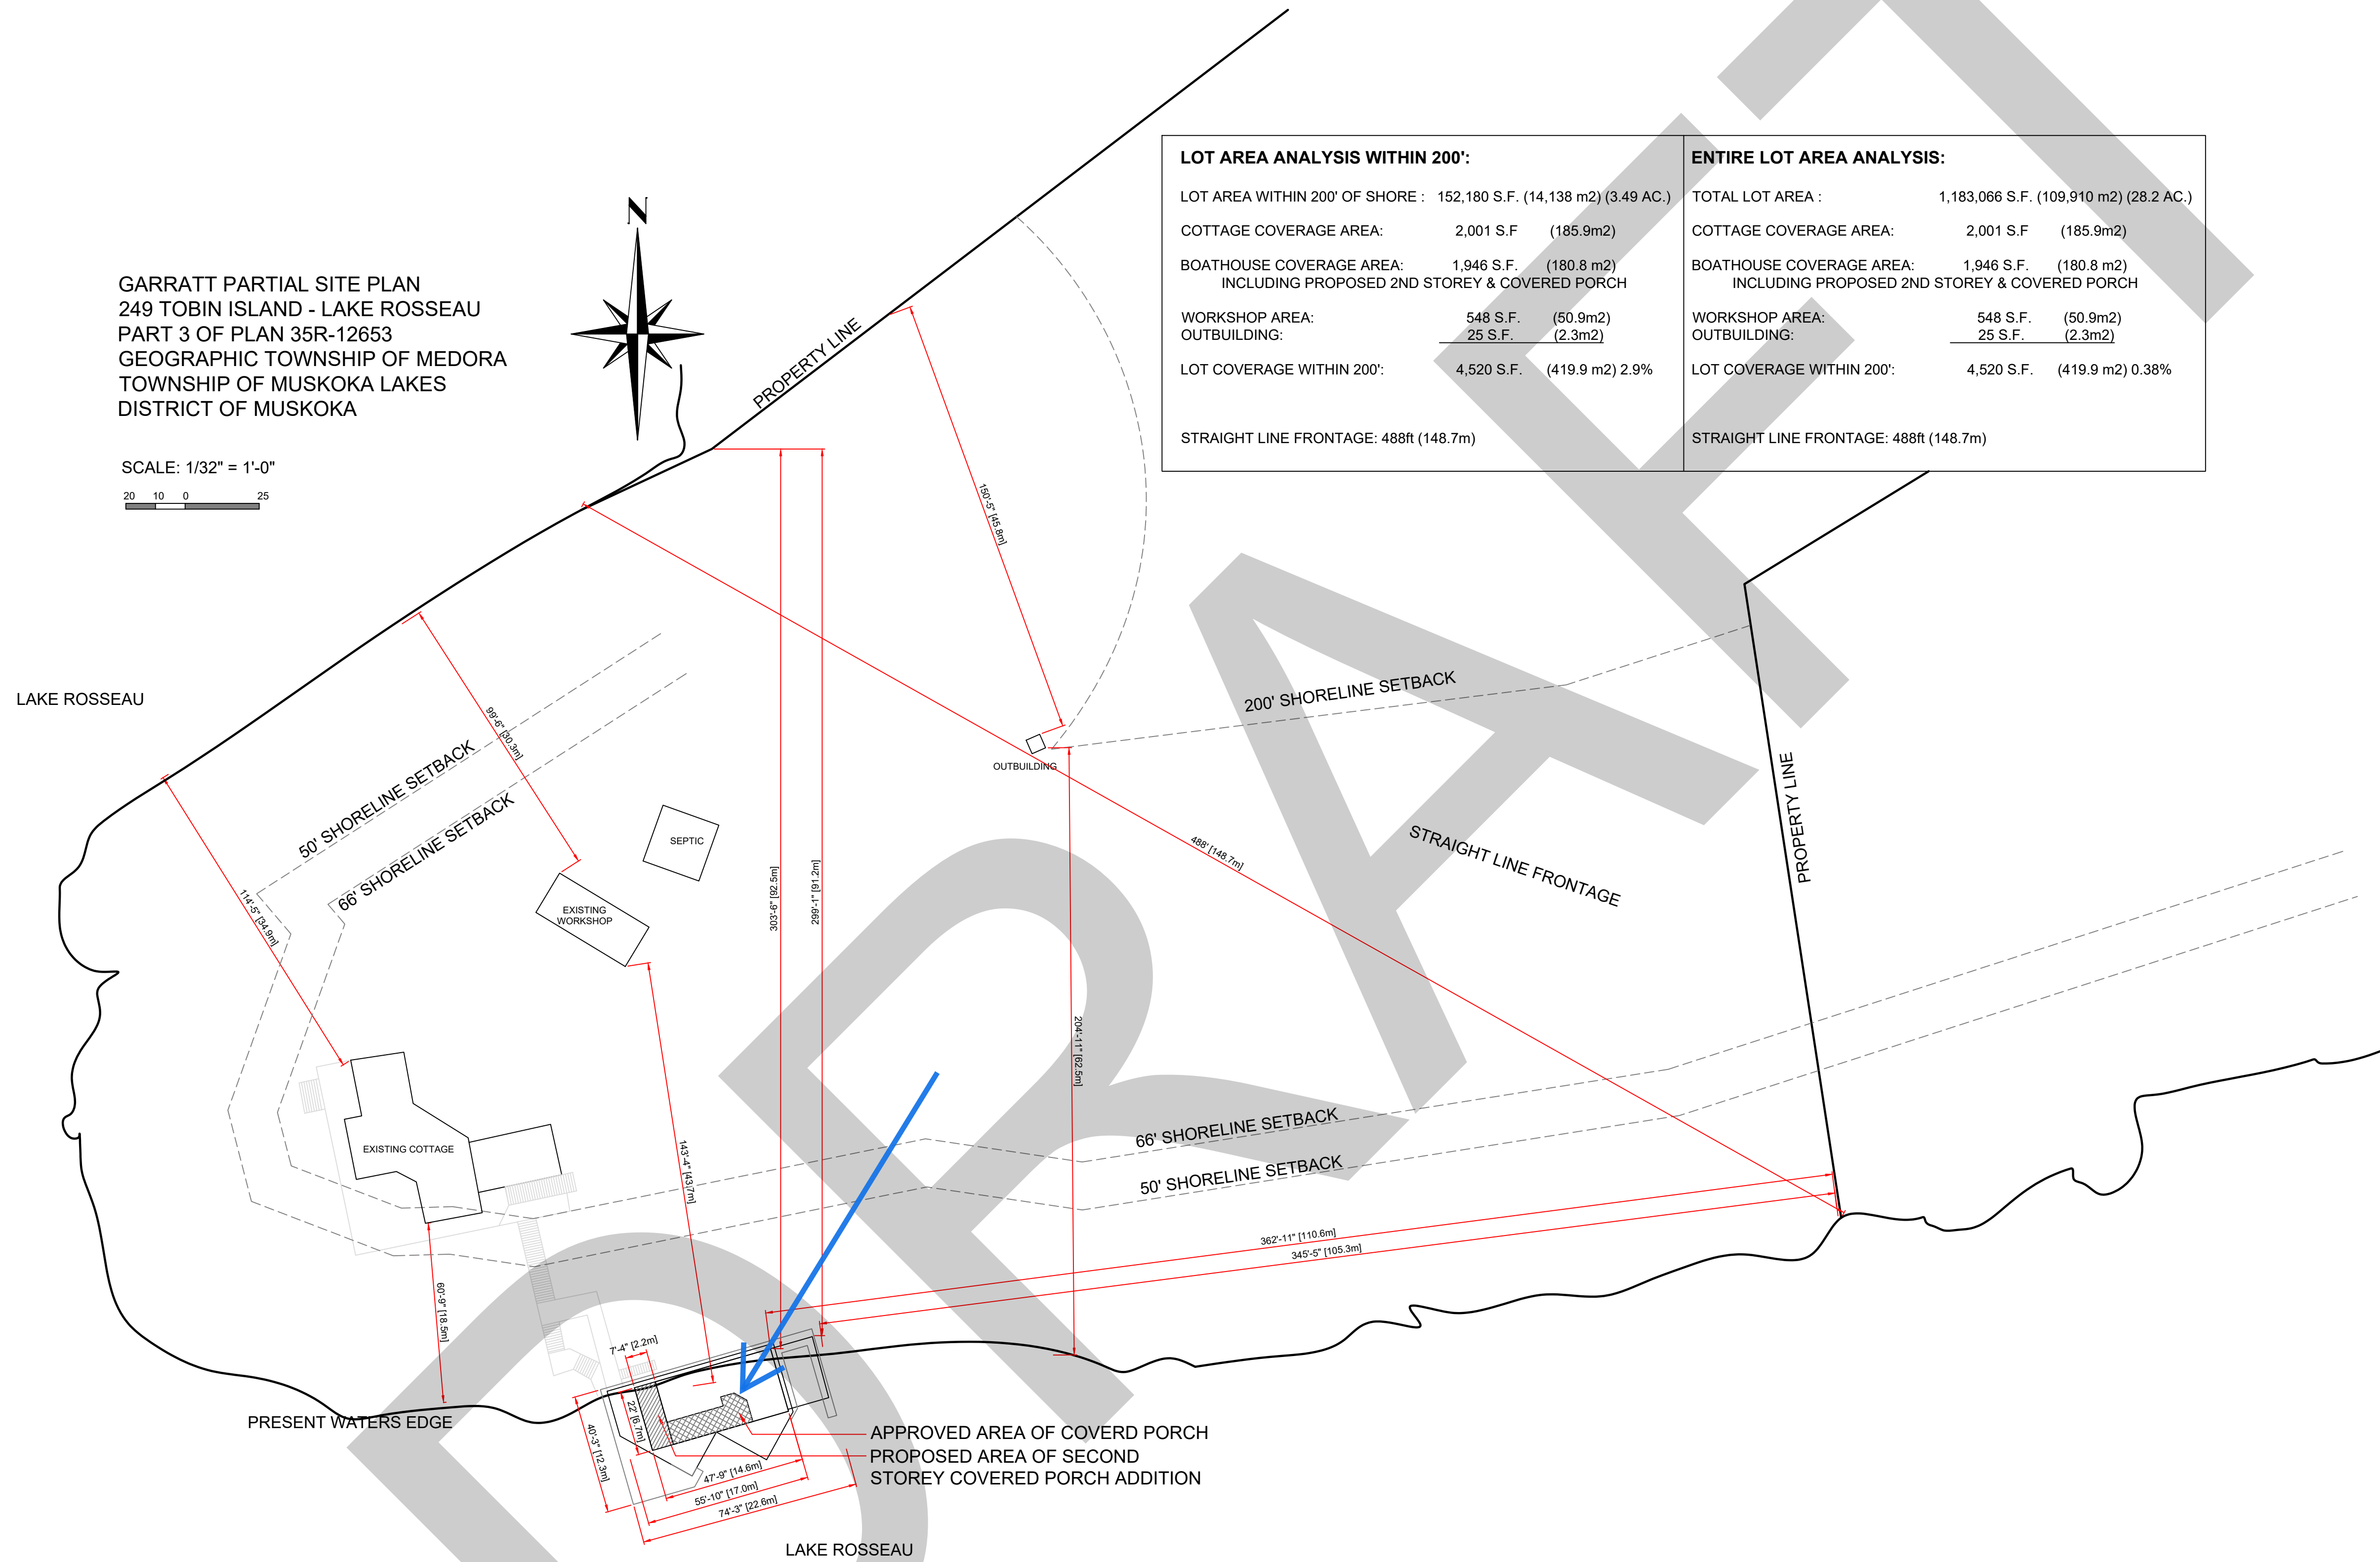 GARRATT PARTIAL SITE PLAN
249 TOBIN ISLAND - LAKE ROSSEAU
PART 3 OF PLAN 35R-12653
GEOGRAPHIC TOWNSHIP OF MEDORA
TOWNSHIP OF MUSKOKA LAKES
DISTRICT OF MUSKOKA
SCALE: 1/32" = 1'-0"
20 10 0 25
N
LOT AREA ANALYSIS WITHIN 200':
LOT AREA WITHIN 200' OF SHORE : 152,180 S.F. (14,138 m2) (3.49 AC.)
COTTAGE COVERAGE AREA: 2,001 S.F (185.9m2)
BOATHOUSE COVERAGE AREA: 1,946 S.F. (180.8 m2)
INCLUDING PROPOSED 2ND STOREY & COVERED PORCH
WORKSHOP AREA: 548 S.F. (50.9m2)
OUTBUILDING: 25 S.F. (2.3m2)
LOT COVERAGE WITHIN 200': 4,520 S.F. (419.9 m2) 2.9%
STRAIGHT LINE FRONTAGE: 488ft (148.7m)
ENTIRE LOT AREA ANALYSIS:
TOTAL LOT AREA : 1,183,066 S.F. (109,910 m2) (28.2 AC.)
COTTAGE COVERAGE AREA: 2,001 S.F (185.9m2)
BOATHOUSE COVERAGE AREA: 1,946 S.F. (180.8 m2)
INCLUDING PROPOSED 2ND STOREY & COVERED PORCH
WORKSHOP AREA: 548 S.F. (50.9m2)
OUTBUILDING: 25 S.F. (2.3m2)
LOT COVERAGE WITHIN 200': 4,520 S.F. (419.9 m2) 0.38%
STRAIGHT LINE FRONTAGE: 488ft (148.7m)
PROPERTY LINE
150'-5" [45.8m]
LAKE ROSSEAU
99'-6" [30.3m]
50' SHORELINE SETBACK
66' SHORELINE SETBACK
200' SHORELINE SETBACK
OUTBUILDING
PROPERTY LINE
SEPTIC
EXISTING
WORKSHOP
114'-5" [34.9m]
303'-6" [92.5m]
299'-1" [91.2m]
488' [148.7m]
STRAIGHT LINE FRONTAGE
204'-11" [62.5m]
EXISTING COTTAGE
143'-4" [43.7m]
66' SHORELINE SETBACK
50' SHORELINE SETBACK
362'-11" [110.6m]
345'-5" [105.3m]
60'-9" [18.5m]
7'-4" [2.2m]
22' [6.7m]
40'-3" [12.3m]
PRESENT WATERS EDGE
47'-9" [14.6m]
55'-10" [17.0m]
74'-3" [22.6m]
APPROVED AREA OF COVERD PORCH
PROPOSED AREA OF SECOND
STOREY COVERED PORCH ADDITION
LAKE ROSSEAU
DRAFT